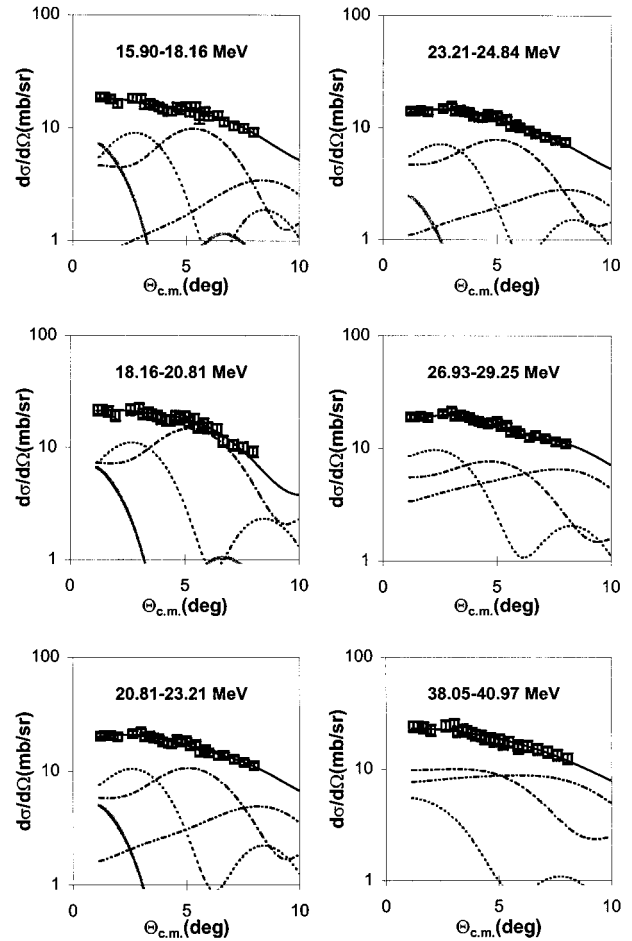 100
15.90-18.16 MeV
dσ/dΩ(mb/sr)
10
1
0 5 10
Θc.m.(deg)
100
23.21-24.84 MeV
dσ/dΩ(mb/sr)
10
1
0 5 10
Θc.m.(deg)
100
18.16-20.81 MeV
dσ/dΩ(mb/sr)
10
1
0 5 10
Θc.m.(deg)
100
26.93-29.25 MeV
dσ/dΩ(mb/sr)
10
1
0 5 10
Θc.m.(deg)
100
20.81-23.21 MeV
dσ/dΩ(mb/sr)
10
1
0 5 10
Θc.m.(deg)
100
38.05-40.97 MeV
dσ/dΩ(mb/sr)
10
1
0 5 10
Θc.m.(deg)